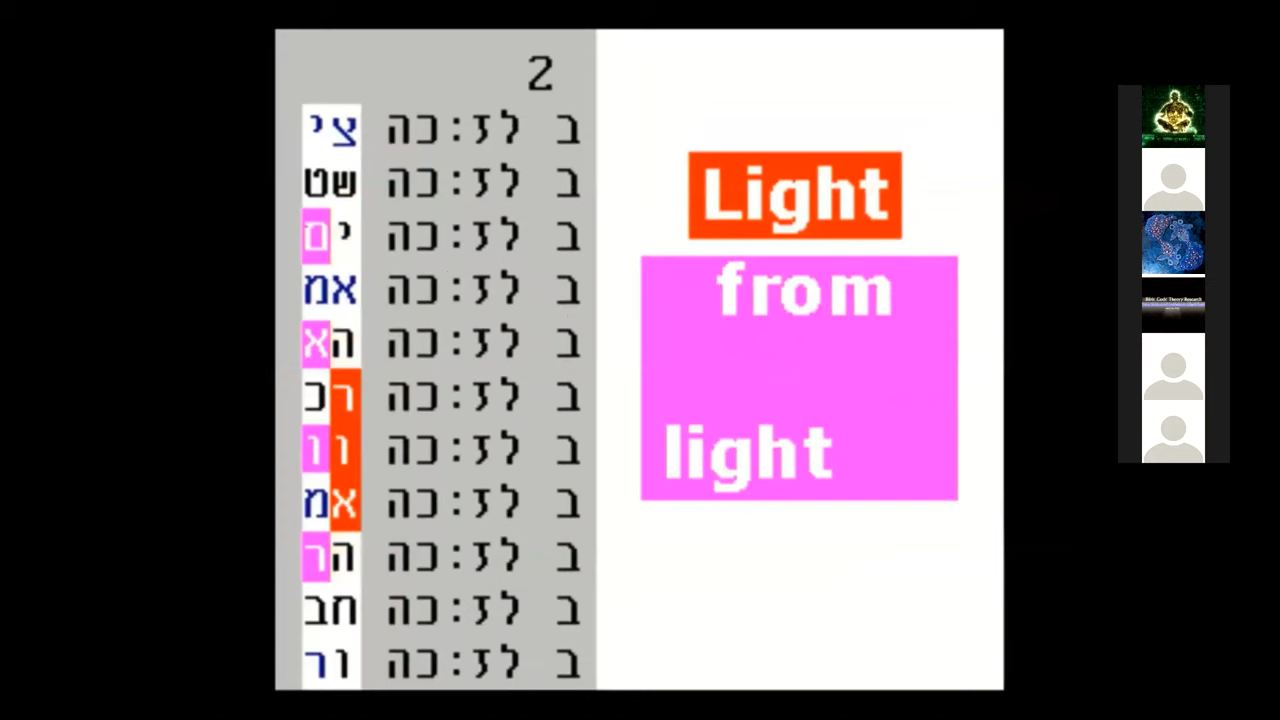 2
ב לז:כה צי
ב לז:כה שט
ב לז:כה ים
ב לז:כה אמ
ב לז:כה הא
ב לז:כה רכ
ב לז:כה וו
ב לז:כה אמ
ב לז:כה הר
ב לז:כה חב
ב לז:כה ור
Light
from
light